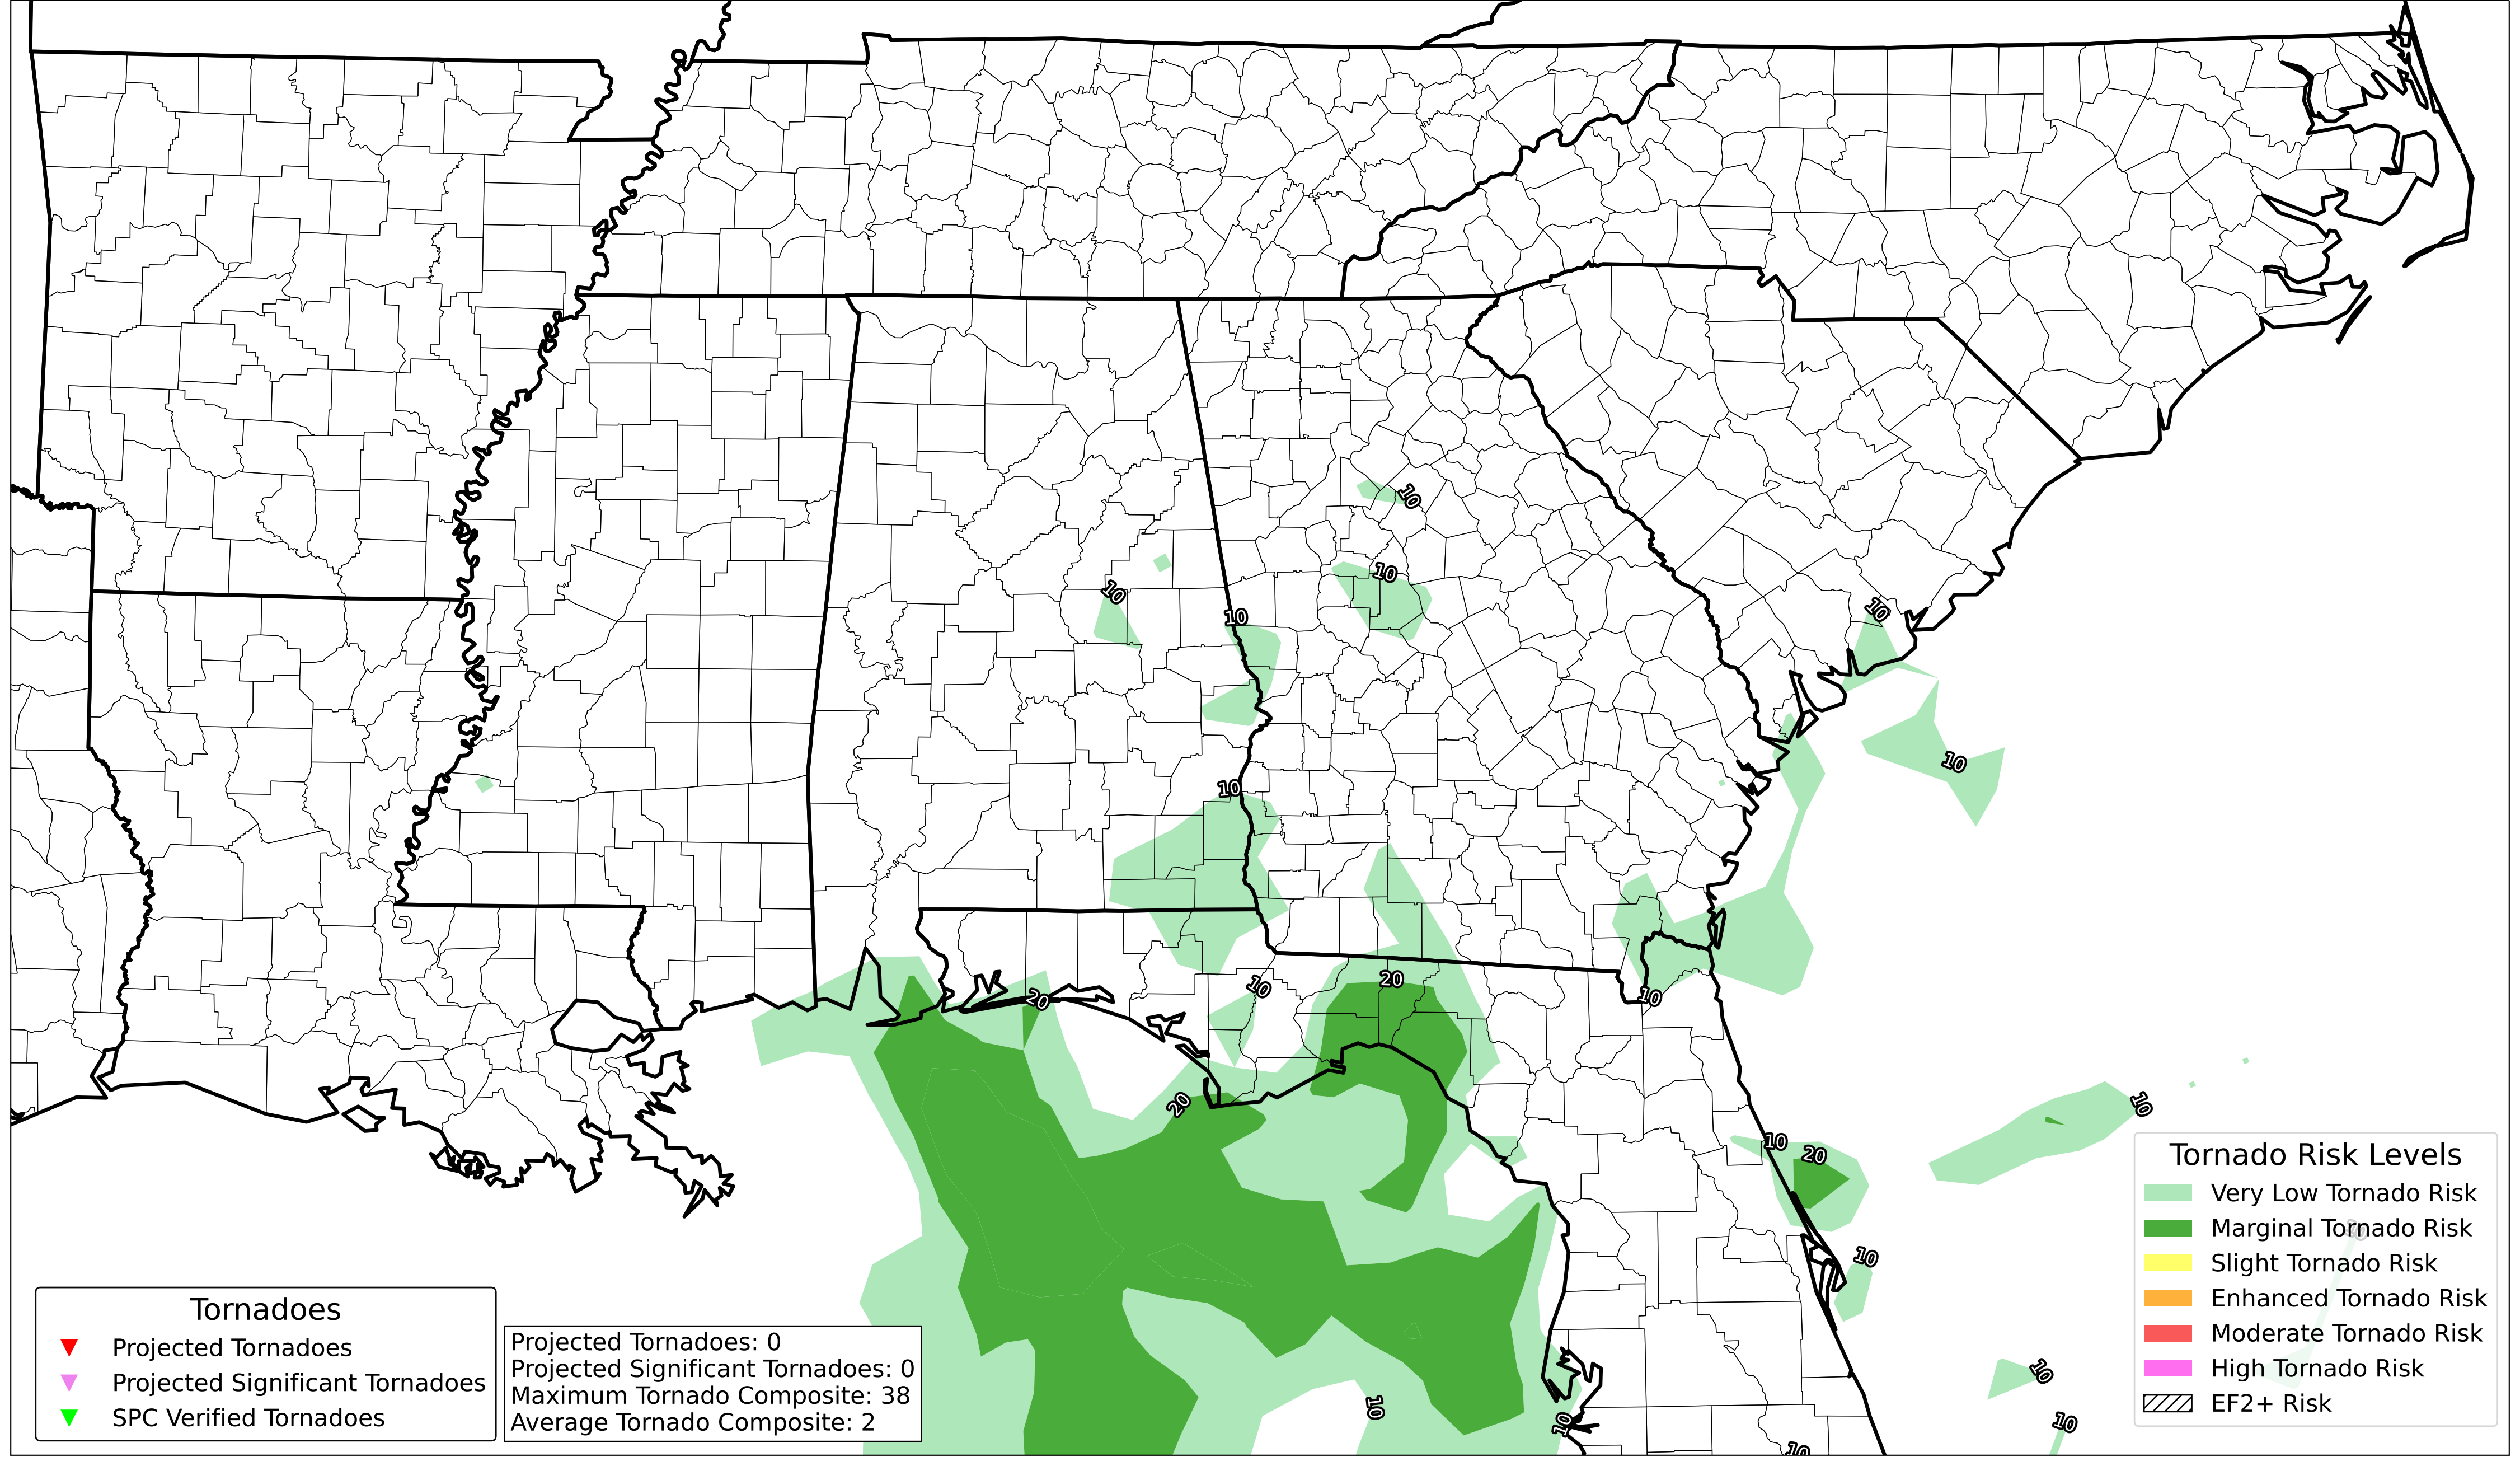 10
10
10
10
10
10
10
10
20
10
20
10
20
10
10
20
10
10
10
10
10
10
Tornado Risk Levels
Very Low Tornado Risk
Marginal Tornado Risk
Slight Tornado Risk
Enhanced Tornado Risk
Moderate Tornado Risk
High Tornado Risk
EF2+ Risk
Tornadoes
Projected Tornadoes
Projected Significant Tornadoes
SPC Verified Tornadoes
Projected Tornadoes: 0
Projected Significant Tornadoes: 0
Maximum Tornado Composite: 38
Average Tornado Composite: 2